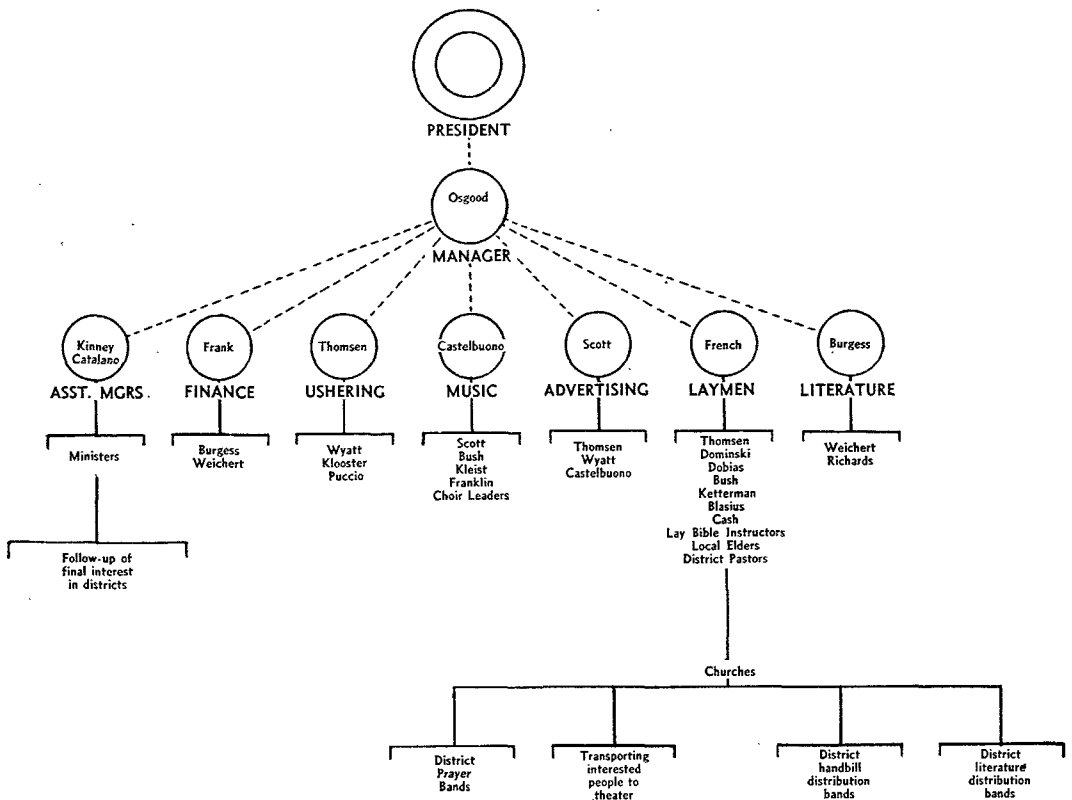 PRESIDENT
Osgood
MANAGER
Kinney
Catalano
ASST. MGRS.
Ministers
Follow-up of
final interest
in districts
Frank
FINANCE
Burgess
Weichert
Thomsen
USHERING
Wyatt
Klooster
Puccio
Castelbuono
MUSIC
Scott
Bush
Kleist
Franklin
Choir Leaders
Scott
ADVERTISING
Thomsen
Wyatt
Castelbuono
French
LAYMEN
Thomsen
Dominski
Dobias
Bush
Ketterman
Blasius
Cash
Lay Bible Instructors
Local Elders
District Pastors
Burgess
LITERATURE
Weichert
Richards
Churches
District
Prayer
Bands
Transporting
interested
people to
theater
District
handbill
distribution
bands
District
literature
distribution
bands